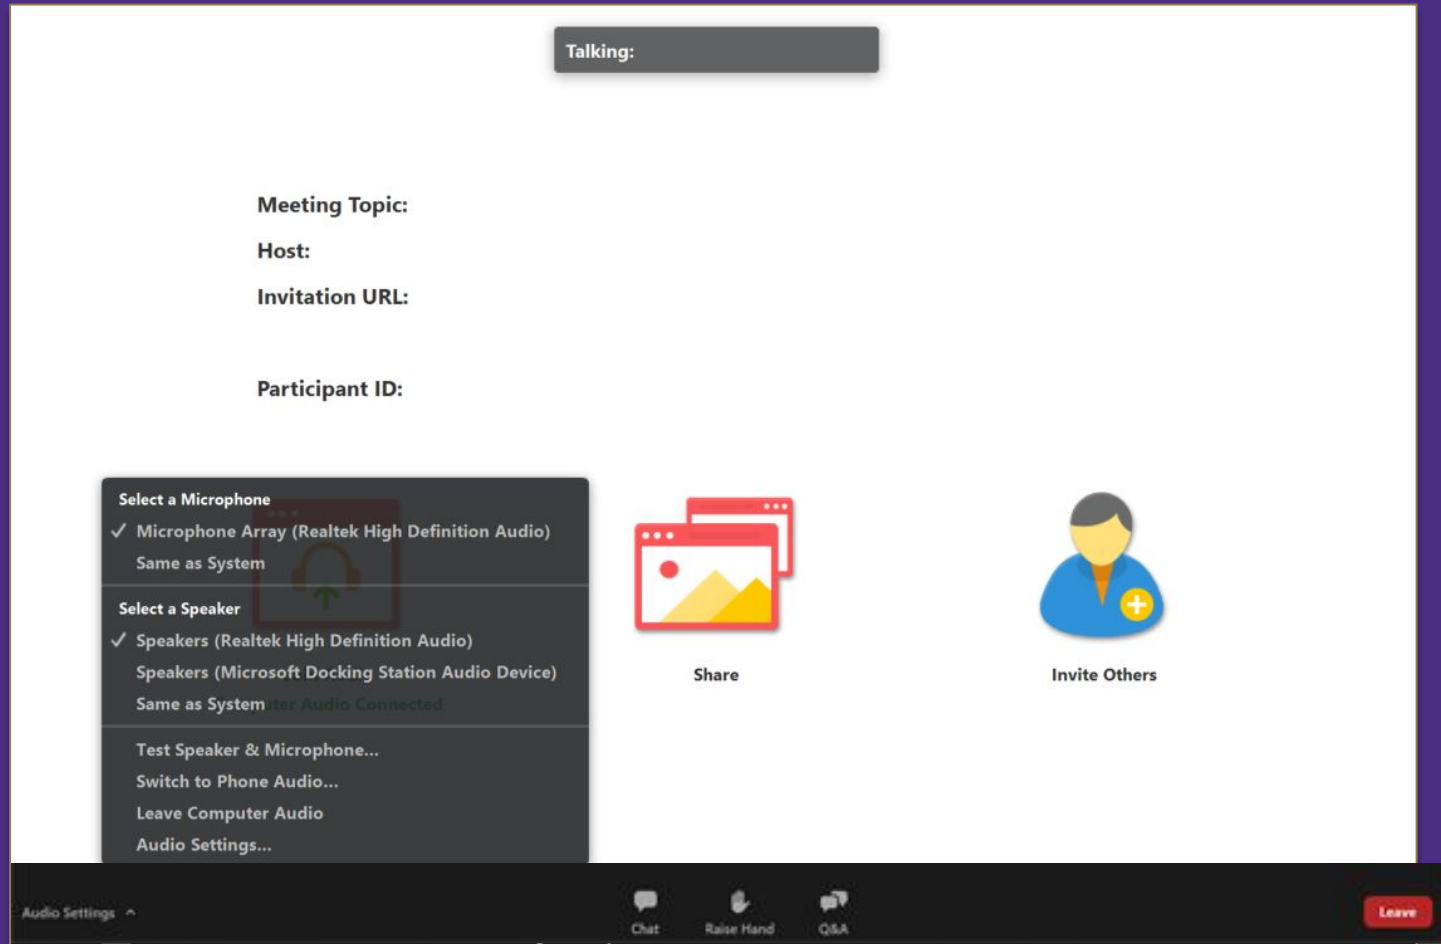 Talking:
Meeting Topic:
Host:
Invitation URL:
Participant ID:
Select a Microphone
Microphone Array (Realtek High Definition Audio)
Same as System
Select a Speaker
Speakers (Realtek High Definition Audio)
Speakers (Microsoft Docking Station Audio Device)
Same as System
Audio Connected
Test Speaker & Microphone...
Switch to Phone Audio...
Leave Computer Audio
Audio Settings...
Share
Invite Others
Audio Settings
Chat
Raise Hand
Q&A
Leave